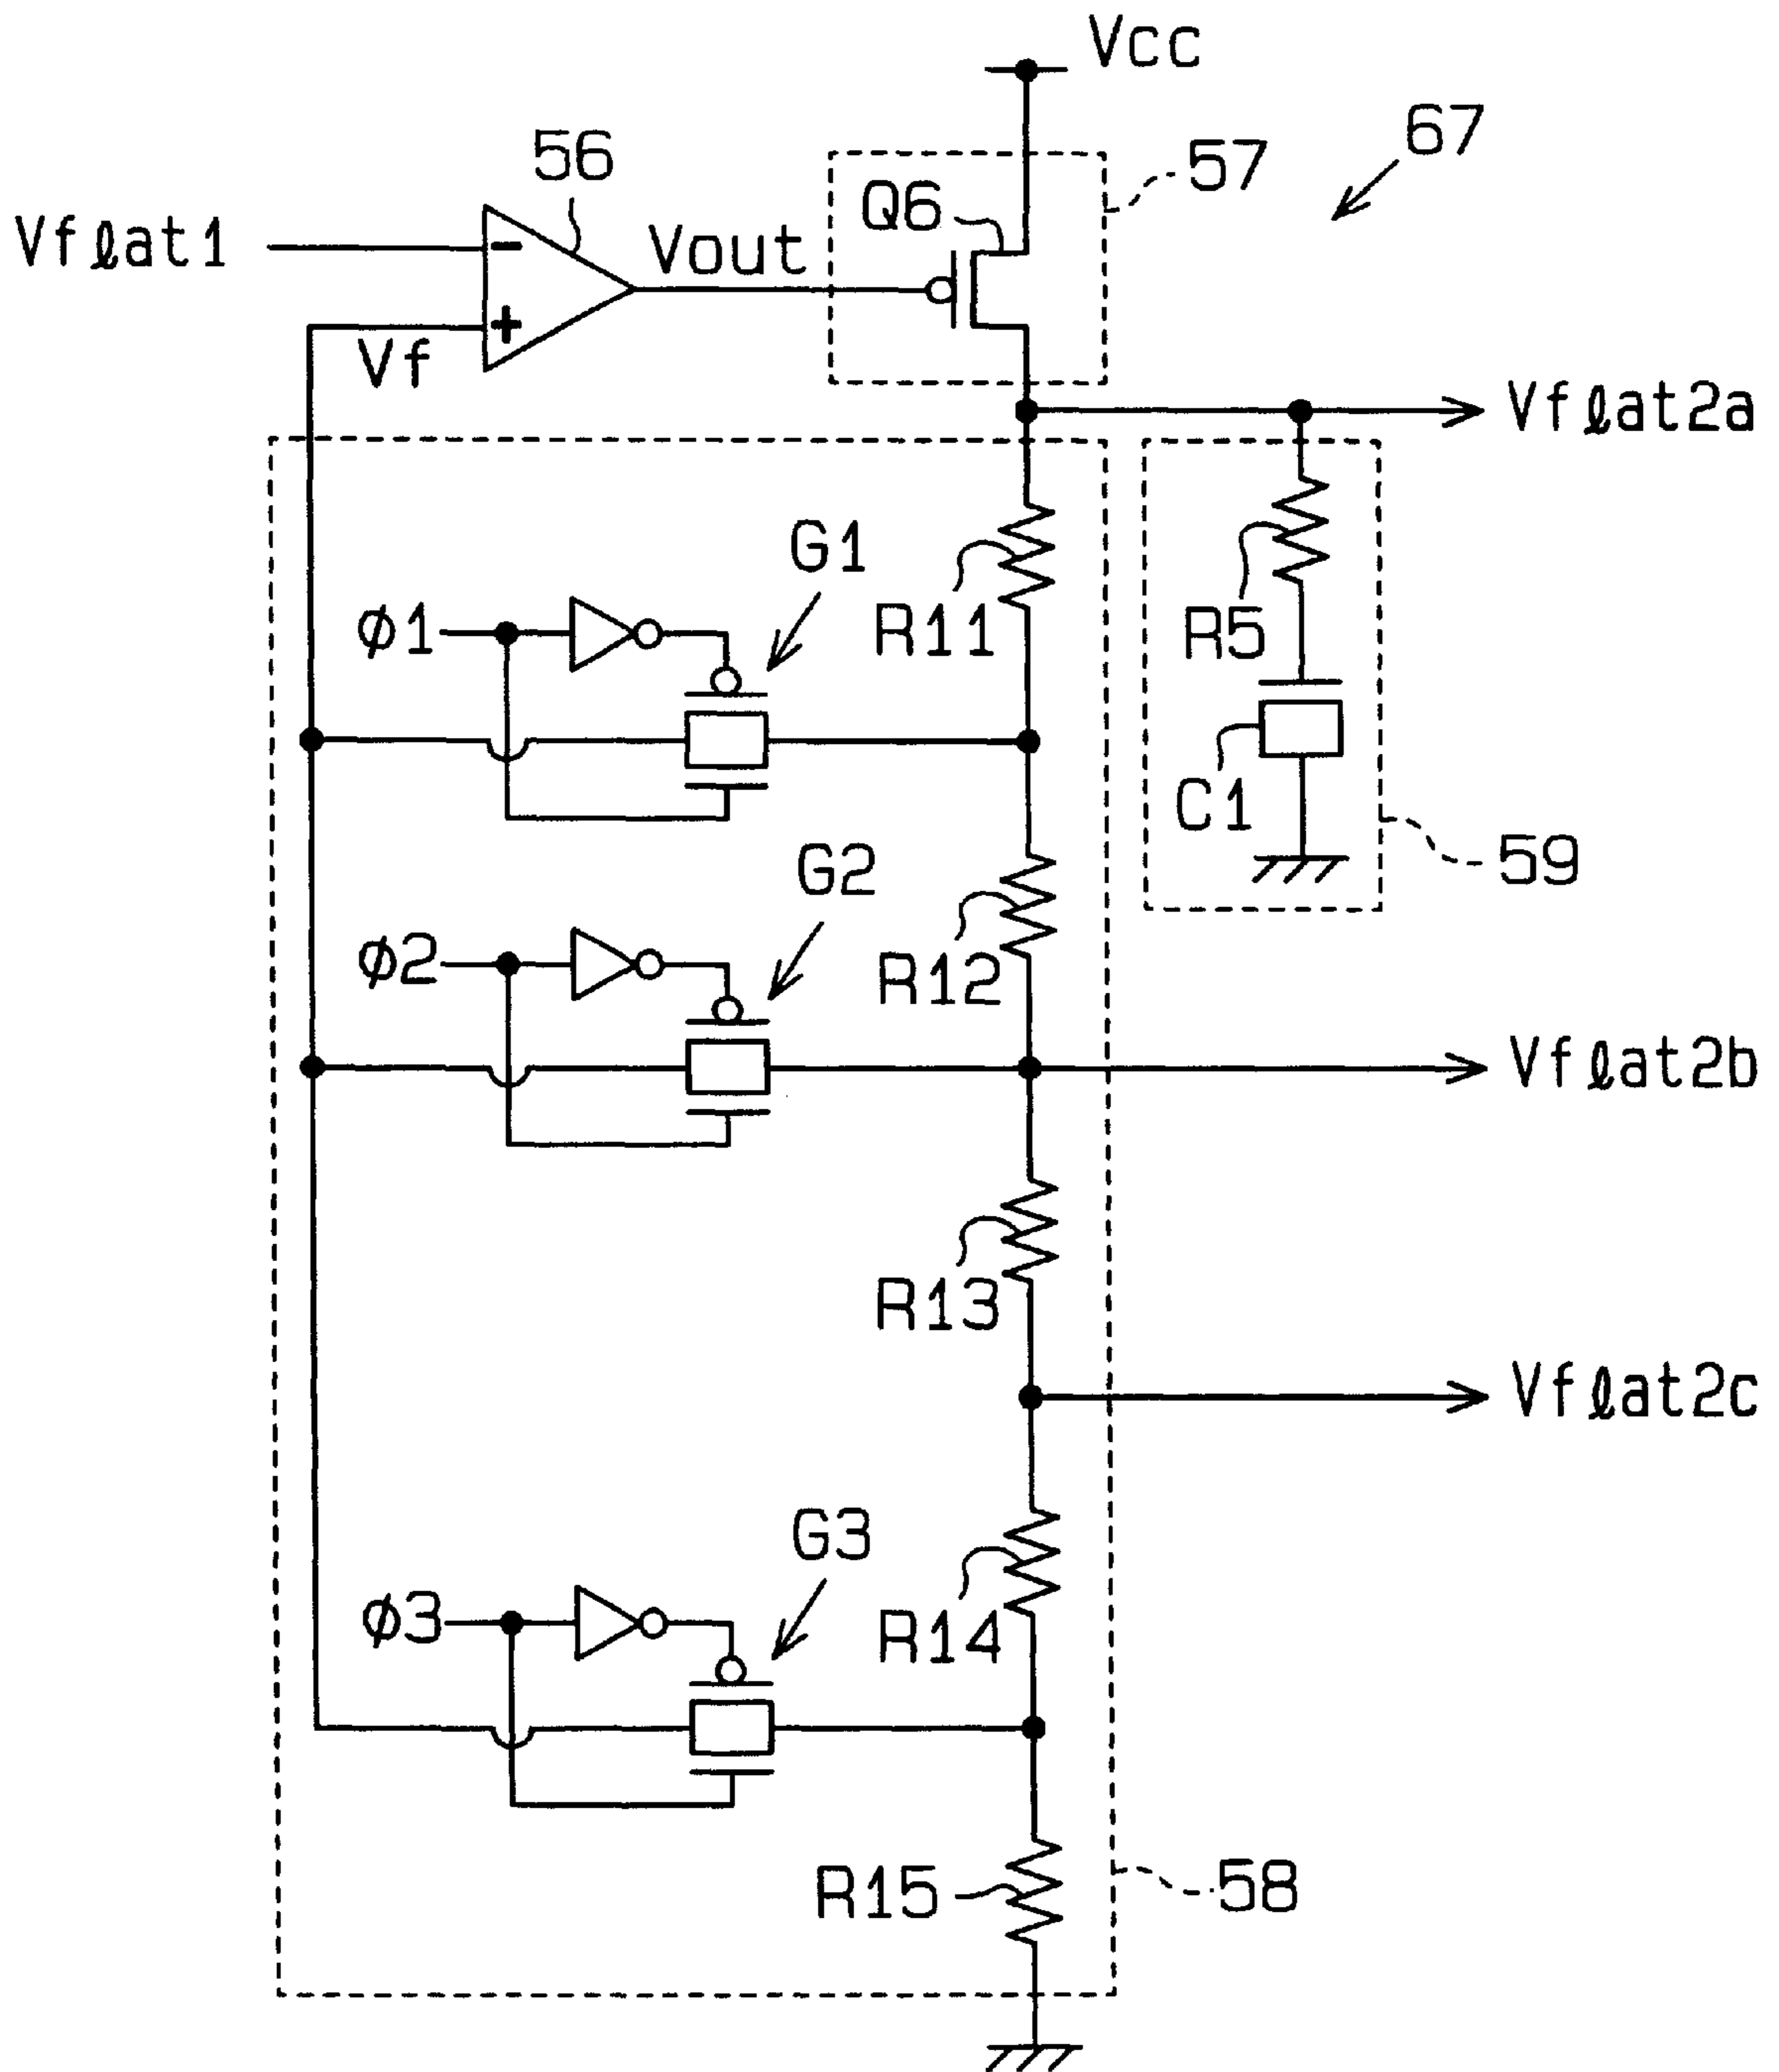 Vcc
67
57
56
Q6
Vflat1
-
Vout
+
Vf
Vflat2a
G1
ϕ1
R11
R5
C1
59
G2
ϕ2
R12
Vflat2b
R13
Vflat2c
G3
ϕ3
R14
R15
58